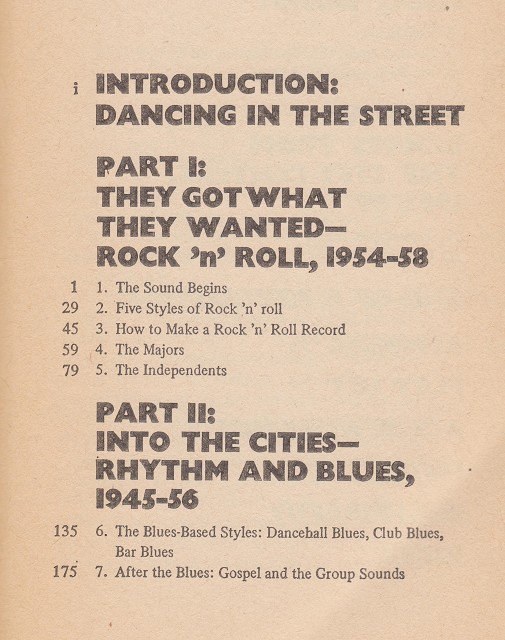 i INTRODUCTION:
DANCING IN THE STREET
PART I:
THEY GOT WHAT
THEY WANTED—
ROCK 'n' ROLL, 1954-58
1 1. The Sound Begins
29 2. Five Styles of Rock 'n' roll
45 3. How to Make a Rock 'n' Roll Record
59 4. The Majors
79 5. The Independents
PART II:
INTO THE CITIES—
RHYTHM AND BLUES,
1945-56
135 6. The Blues-Based Styles: Dancehall Blues, Club Blues,
Bar Blues
175 7. After the Blues: Gospel and the Group Sounds